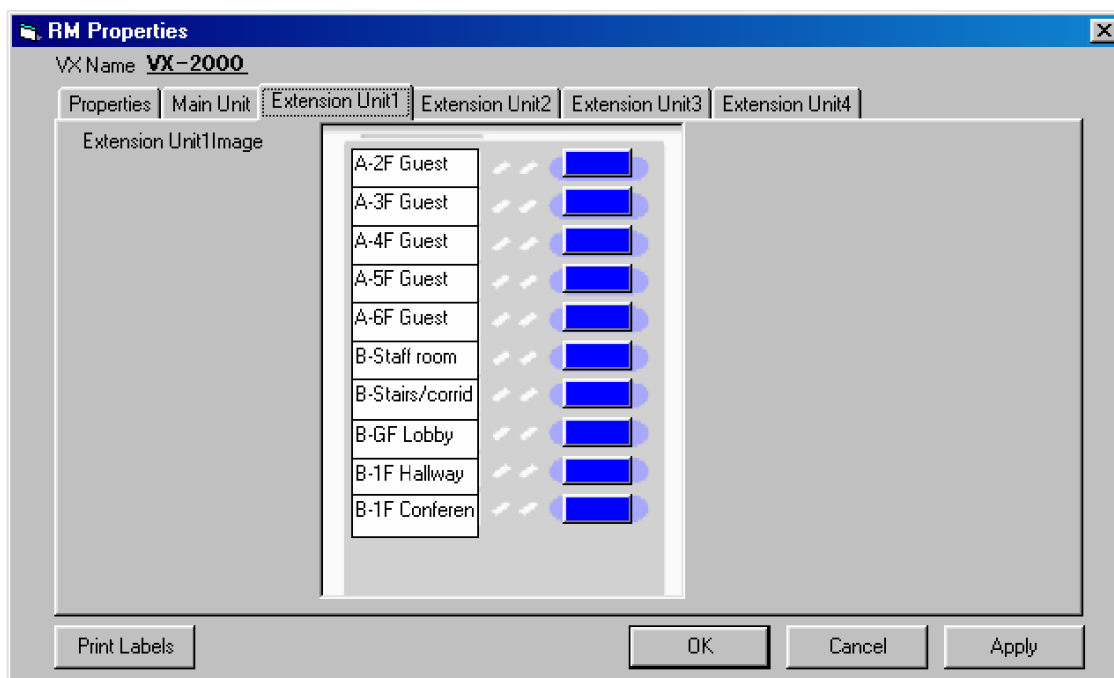 RM Properties
VX Name VX-2000
Properties Main Unit Extension Unit1 Extension Unit2 Extension Unit3 Extension Unit4
Extension Unit1Image
A-2F Guest
A-3F Guest
A-4F Guest
A-5F Guest
A-6F Guest
B-Staff room
B-Stairs/corrid
B-GF Lobby
B-1F Hallway
B-1F Conferen
Print Labels OK Cancel Apply